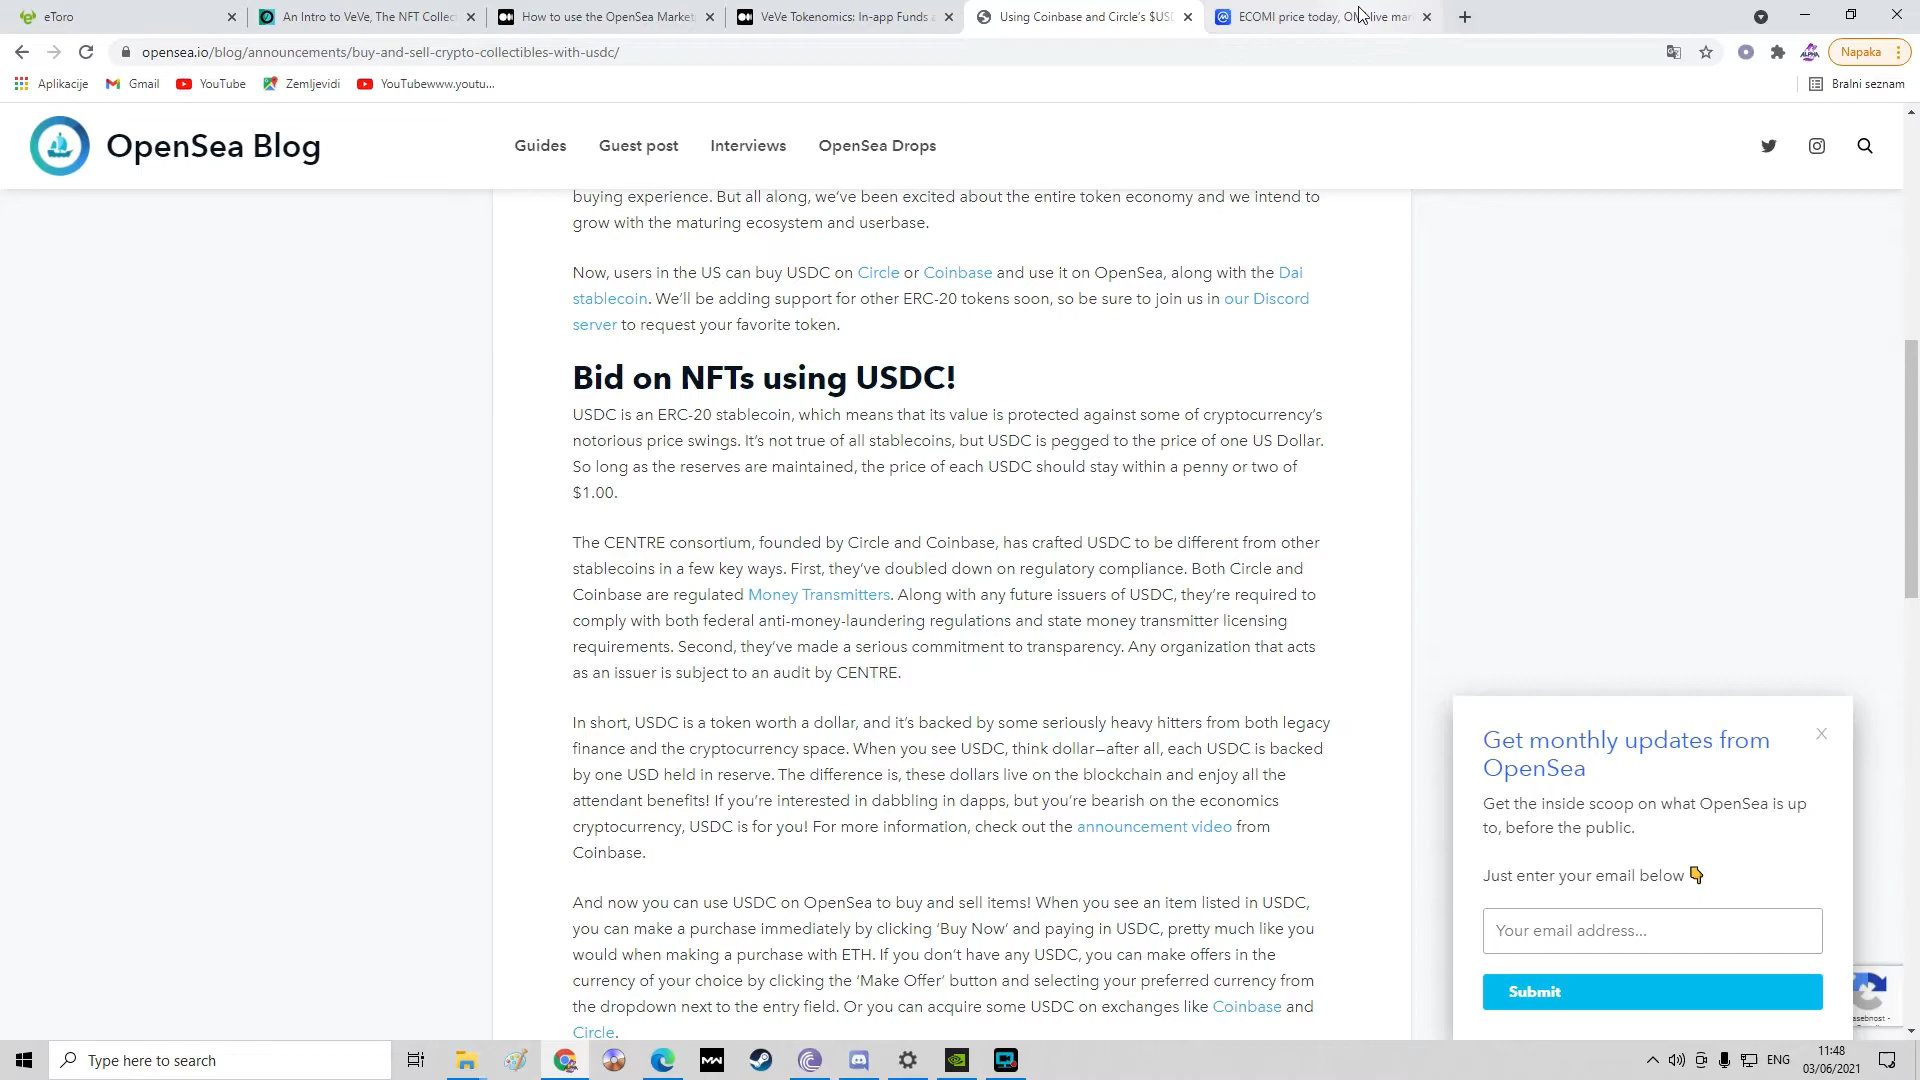 eToro
An Intro to VeVe, The NFT Collec
How to use the OpenSea Market
VeVe Tokenomics: In-app Funds a
Using Coinbase and Circle's $USD
ECOMI price today, OMI live mar
opensea.io/blog/announcements/buy-and-sell-crypto-collectibles-with-usdc/
Napaka
Aplikacije
Gmail
YouTube
Zemljevidi
YouTubewww.youtu...
Bralni seznam
OpenSea Blog
Guides
Guest post
Interviews
OpenSea Drops
buying experience. But all along, we've been excited about the entire token economy and we intend to
grow with the maturing ecosystem and userbase.
Now, users in the US can buy USDC on Circle or Coinbase and use it on OpenSea, along with the Dai
stablecoin. We'll be adding support for other ERC-20 tokens soon, so be sure to join us in our Discord
server to request your favorite token.
Bid on NFTs using USDC!
USDC is an ERC-20 stablecoin, which means that its value is protected against some of cryptocurrency's
notorious price swings. It's not true of all stablecoins, but USDC is pegged to the price of one US Dollar.
So long as the reserves are maintained, the price of each USDC should stay within a penny or two of
$1.00.
The CENTRE consortium, founded by Circle and Coinbase, has crafted USDC to be different from other
stablecoins in a few key ways. First, they've doubled down on regulatory compliance. Both Circle and
Coinbase are regulated Money Transmitters. Along with any future issuers of USDC, they're required to
comply with both federal anti-money-laundering regulations and state money transmitter licensing
requirements. Second, they've made a serious commitment to transparency. Any organization that acts
as an issuer is subject to an audit by CENTRE.
In short, USDC is a token worth a dollar, and it's backed by some seriously heavy hitters from both legacy
finance and the cryptocurrency space. When you see USDC, think dollar—after all, each USDC is backed
by one USD held in reserve. The difference is, these dollars live on the blockchain and enjoy all the
attendant benefits! If you're interested in dabbling in dapps, but you're bearish on the economics
cryptocurrency, USDC is for you! For more information, check out the announcement video from
Coinbase.
And now you can use USDC on OpenSea to buy and sell items! When you see an item listed in USDC,
you can make a purchase immediately by clicking 'Buy Now' and paying in USDC, pretty much like you
would when making a purchase with ETH. If you don't have any USDC, you can make offers in the
currency of your choice by clicking the 'Make Offer' button and selecting your preferred currency from
the dropdown next to the entry field. Or you can acquire some USDC on exchanges like Coinbase and
Circle.
Get monthly updates from
OpenSea
Get the inside scoop on what OpenSea is up
to, before the public.
Just enter your email below 👇
Your email address...
Submit
asebnost -
Type here to search
ENG
11:48
03/06/2021